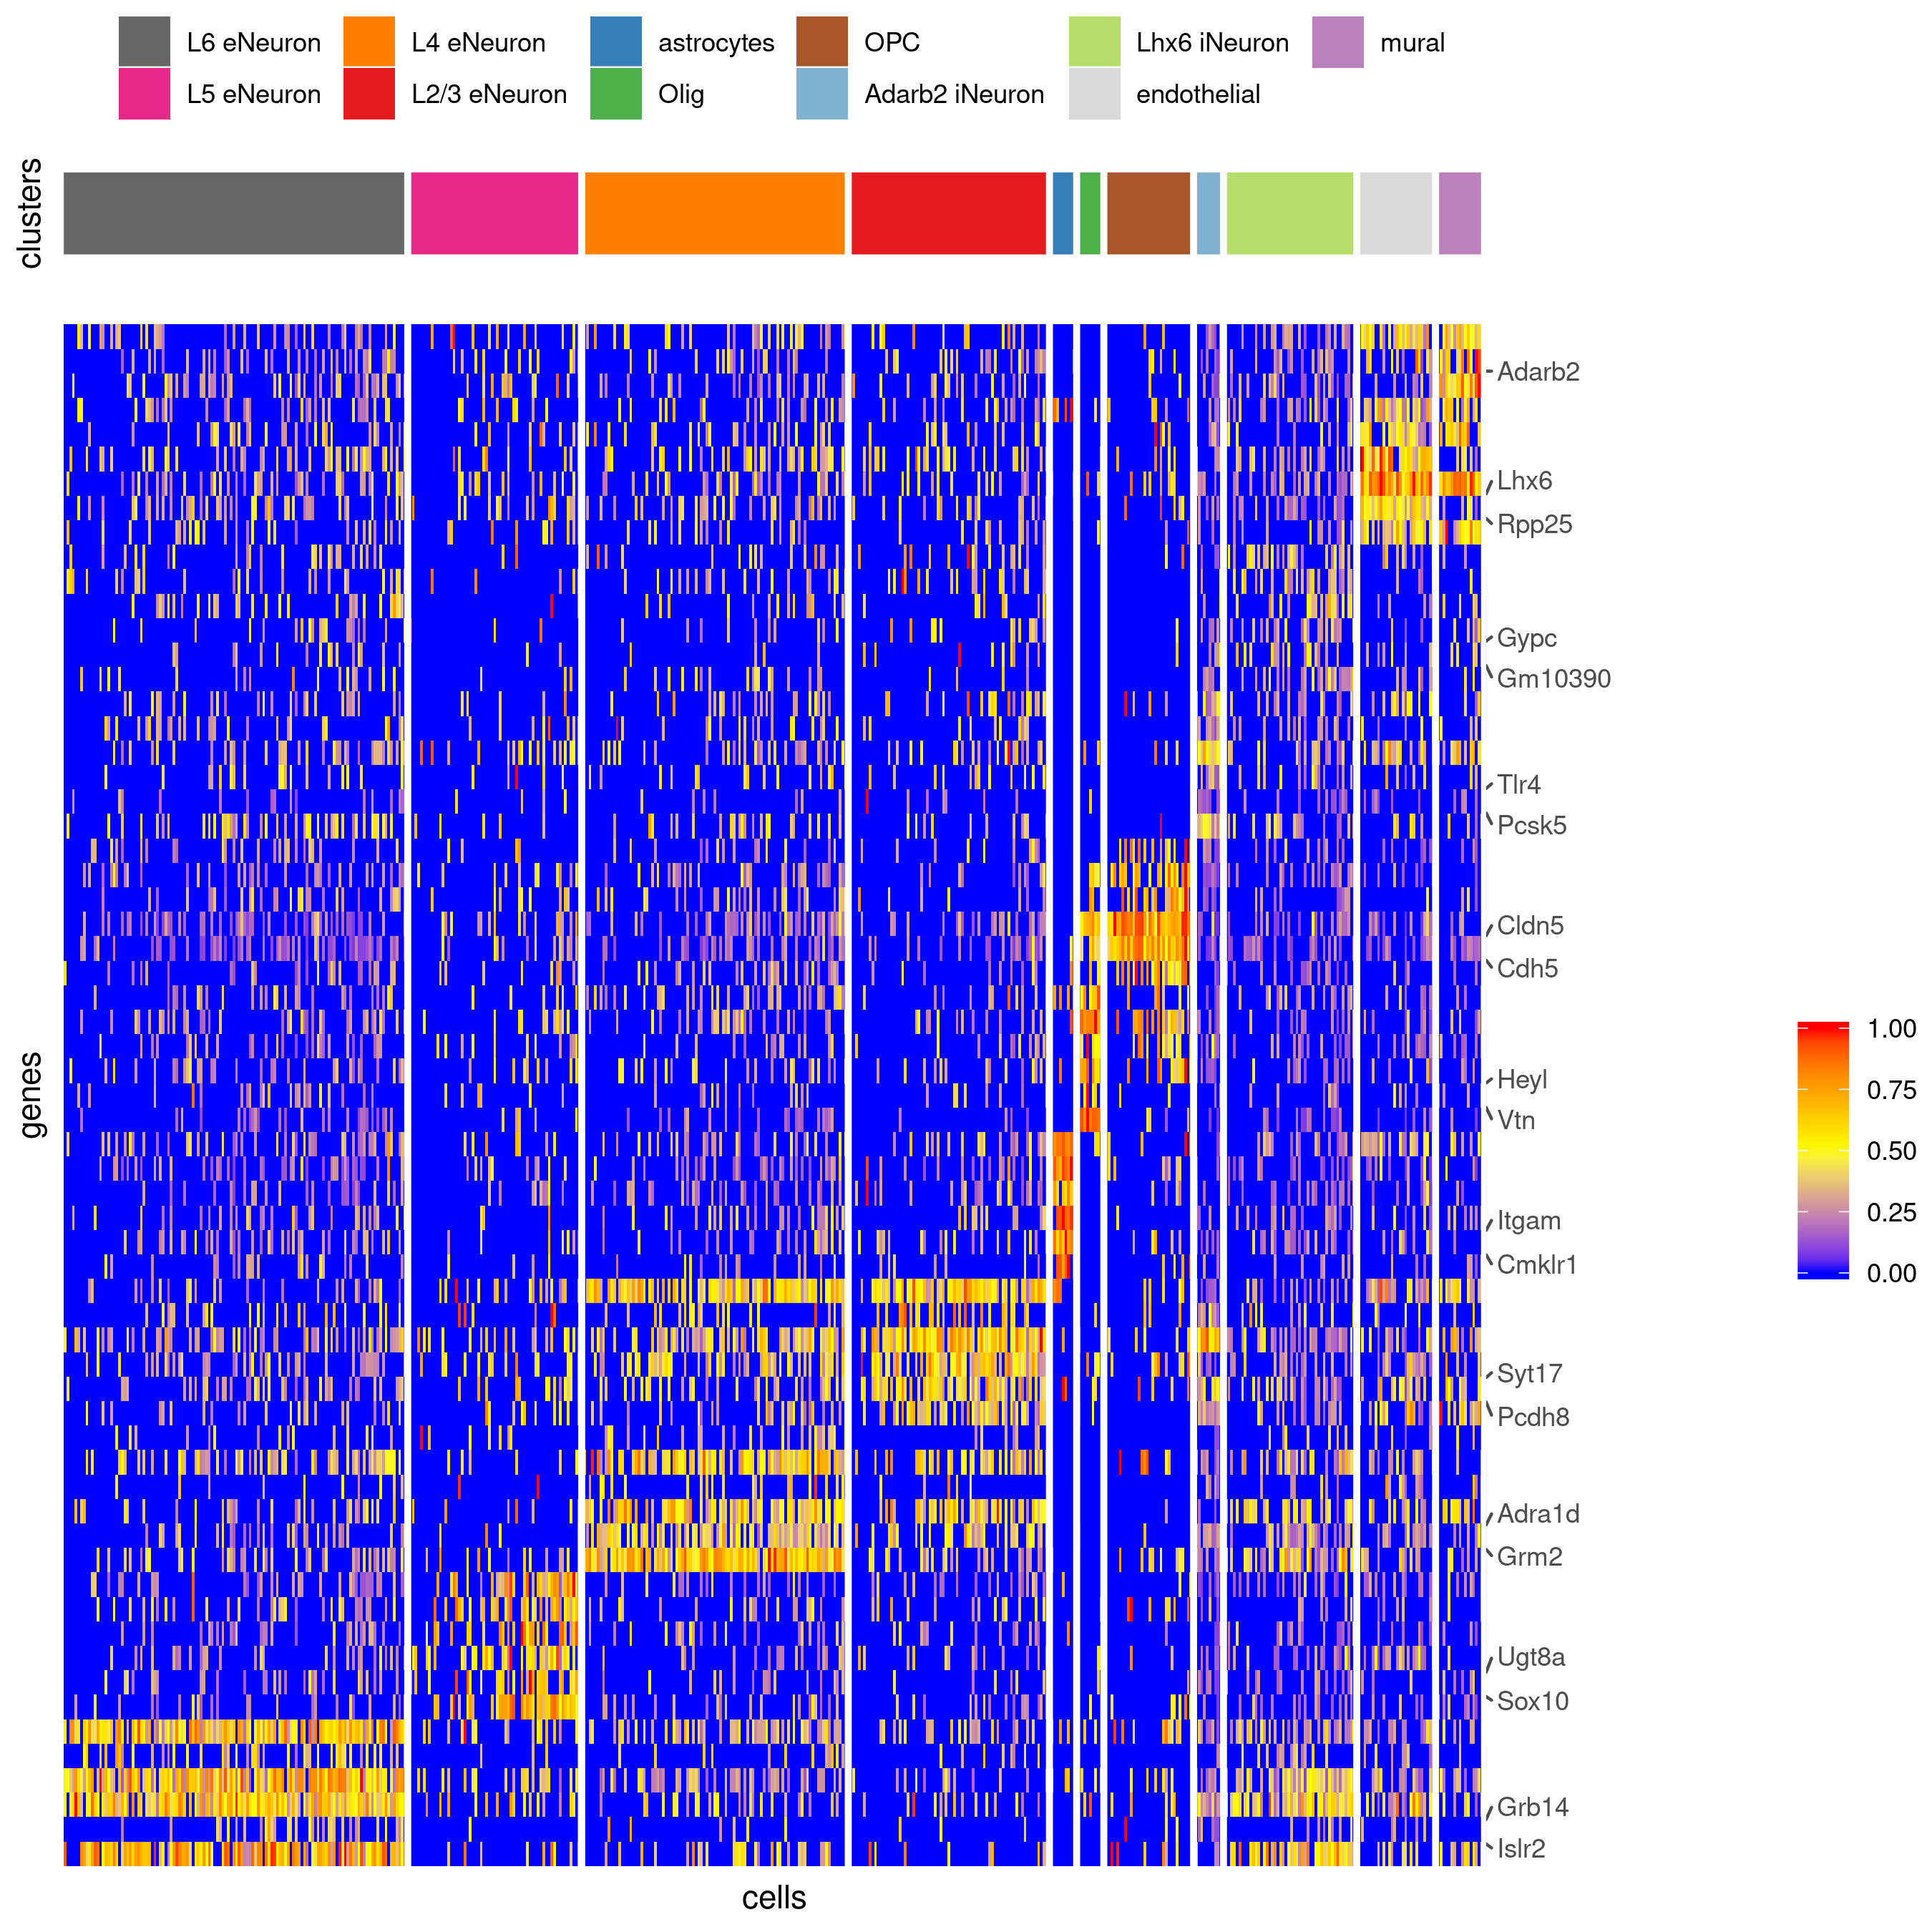 L6 eNeuron L4 eNeuron astrocytes OPC Lhx6 iNeuron mural
L5 eNeuron L2/3 eNeuron Olig Adarb2 iNeuron endothelial
clusters
genes
Adarb2
Lhx6
Rpp25
Gypc
Gm10390
Tlr4
Pcsk5
Cldn5
Cdh5
Heyl
Vtn
Itgam
Cmklr1
Syt17
Pcdh8
Adra1d
Grm2
Ugt8a
Sox10
Grb14
Islr2
1.00
0.75
0.50
0.25
0.00
cells